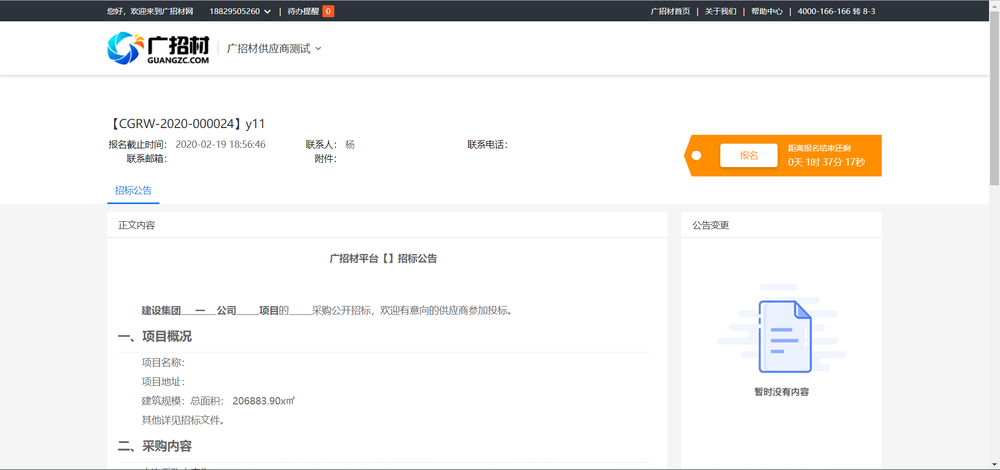 您好，欢迎来到广招材网 18829505260 | 待办提醒 0 广招材首页 | 关于我们 | 帮助中心 | 4000-166-166 转 8-3
广招材
GUANGZC.COM
广招材供应商测试
【CGRW-2020-000024】y11
报名截止时间： 2020-02-19 18:56:46 联系人： 杨 联系电话：
联系邮箱： 附件：
报名
距离报名结束还剩
0天 1时 37分 17秒
招标公告
正文内容
公告变更
广招材平台【】招标公告
建设集团___一__公司_____项目的_____采购公开招标，欢迎有意向的供应商参加投标。
一、项目概况
项目名称：
项目地址：
建筑规模：总面积： 206883.90x㎡
其他详见招标文件。
二、采购内容
暂时没有内容